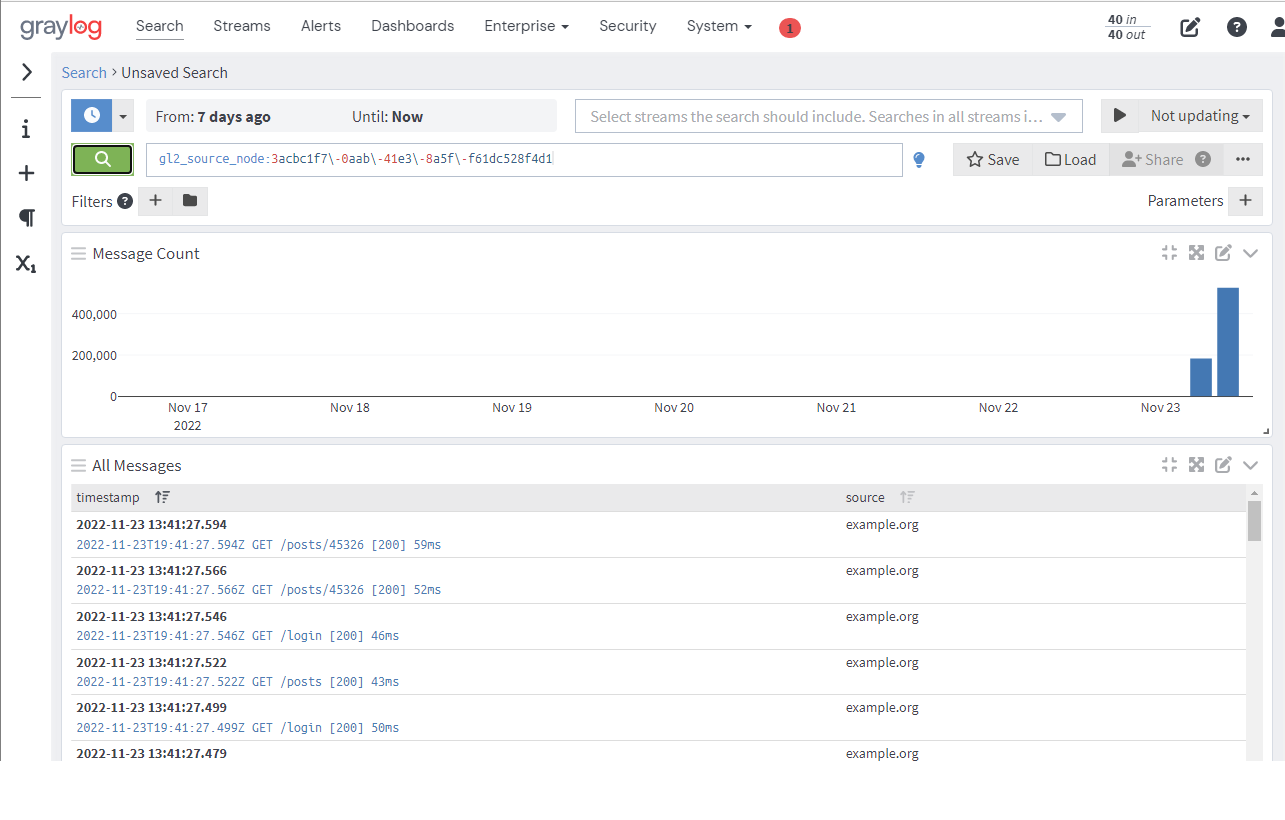 graylog Search Streams Alerts Dashboards Enterprise Security System 1 40 in
40 out
Search > Unsaved Search
From: 7 days ago Until: Now Select streams the search should include. Searches in all streams i... Not updating
gl2_source_node:3acbc1f7\-0aab\-41e3\-8a5f\-f61dc528f4d1 Save Load Share ? ...
Filters ? + Parameters +
Message Count
400,000
200,000
0
Nov 17 Nov 18 Nov 19 Nov 20 Nov 21 Nov 22 Nov 23
2022
All Messages
timestamp source
2022-11-23 13:41:27.594 example.org
2022-11-23T19:41:27.594Z GET /posts/45326 [200] 59ms
2022-11-23 13:41:27.566 example.org
2022-11-23T19:41:27.566Z GET /posts/45326 [200] 52ms
2022-11-23 13:41:27.546 example.org
2022-11-23T19:41:27.546Z GET /login [200] 46ms
2022-11-23 13:41:27.522 example.org
2022-11-23T19:41:27.522Z GET /posts [200] 43ms
2022-11-23 13:41:27.499 example.org
2022-11-23T19:41:27.499Z GET /login [200] 50ms
2022-11-23 13:41:27.479 example.org